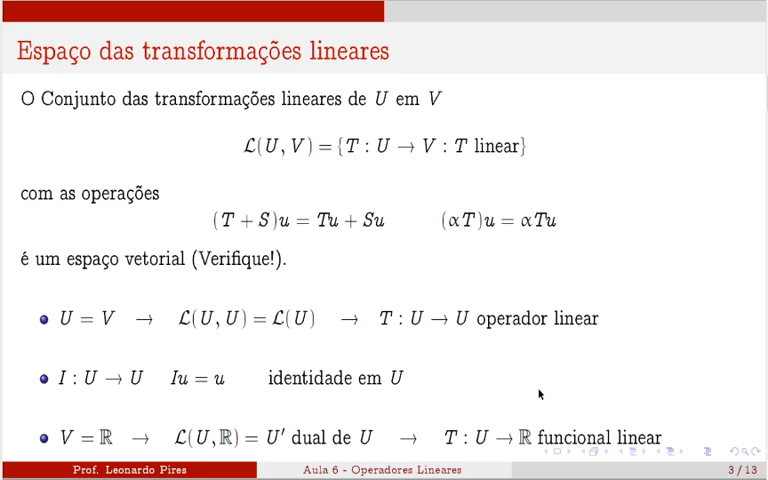 Espaço das transformações lineares
O Conjunto das transformações lineares de U em V
ℒ(U, V) = {T : U → V : T linear}
com as operações
(T + S)u = Tu + Su (αT)u = αTu
é um espaço vetorial (Verifique!).
U = V → ℒ(U, U) = ℒ(U) → T : U → U operador linear
I : U → U Iu = u identidade em U
V = ℝ → ℒ(U, ℝ) = U′ dual de U → T : U → ℝ funcional linear
Prof. Leonardo Pires Aula 6 - Operadores Lineares 3 / 13